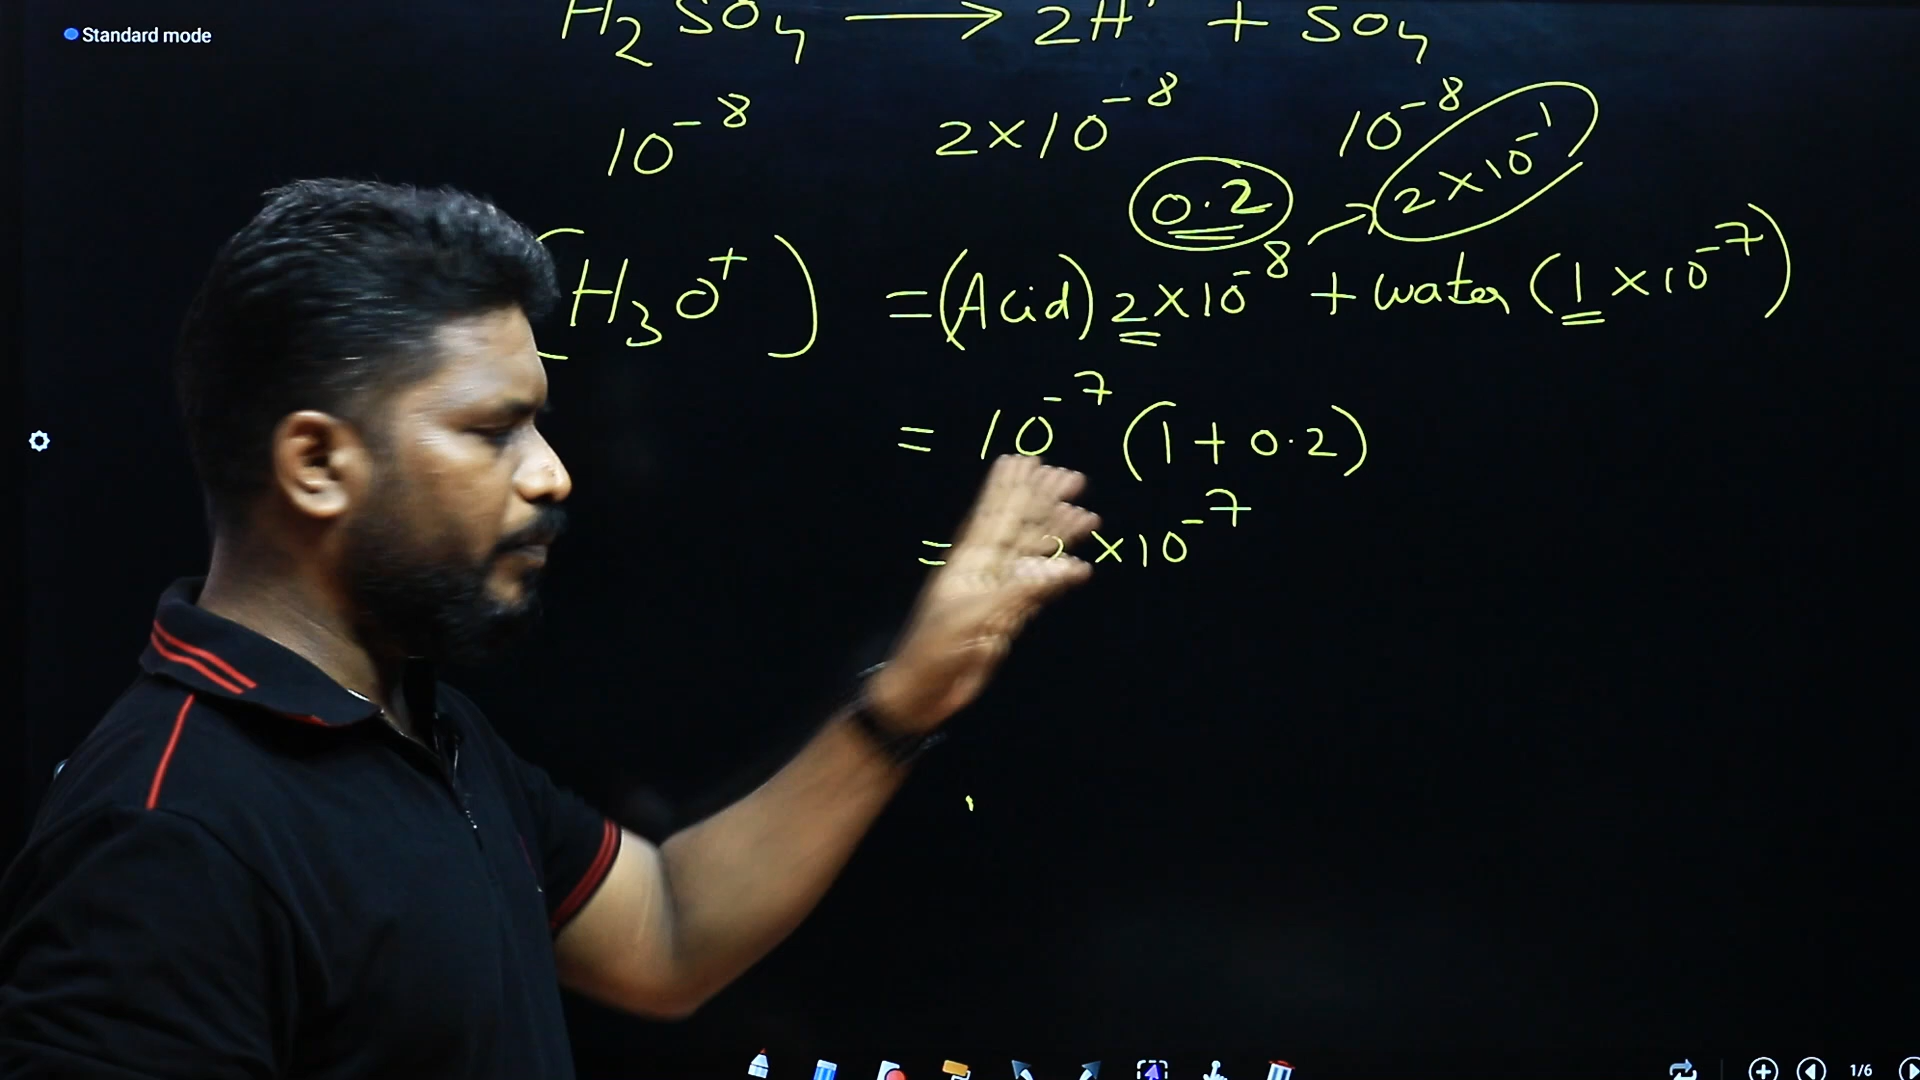 Standard mode
H₂SO₄ → 2H⁺ + SO₄
10⁻⁸ 2×10⁻⁸ 10⁻⁸
0.2 2×10⁻¹
(H₃O⁺) = (Acid) 2×10⁻⁸ + water (1×10⁻⁷)
= 10⁻⁷ (1 + 0.2)
= ×10⁻⁷
1/6